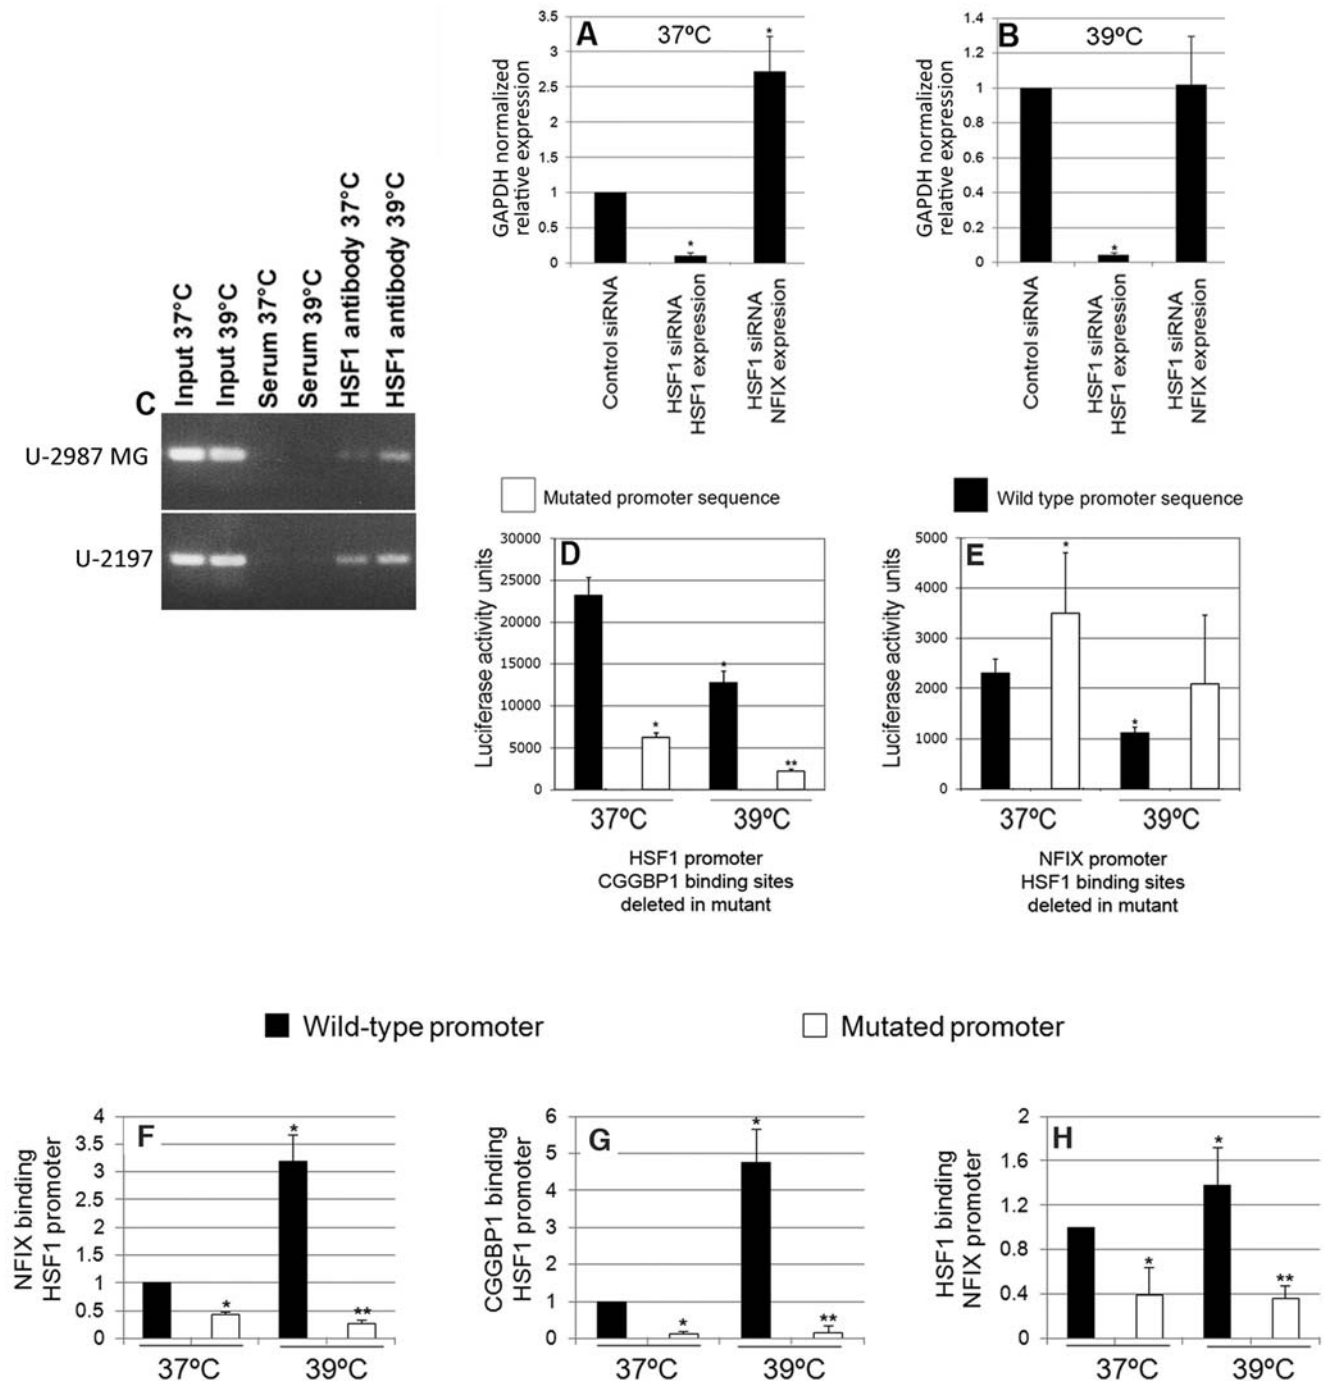 A
37ºC
GAPDH normalized
relative expression
3.5
3
2.5
2
1.5
1
0.5
0
*
*
Control siRNA
HSF1 siRNA
HSF1 expression
HSF1 siRNA
NFIX expresion
B
39ºC
GAPDH normalized
relative expression
1.4
1.2
1
0.8
0.6
0.4
0.2
0
*
Control siRNA
HSF1 siRNA
HSF1 expression
HSF1 siRNA
NFIX expression
C
Input 37°C
Input 39°C
Serum 37°C
Serum 39°C
HSF1 antibody 37°C
HSF1 antibody 39°C
U-2987 MG
U-2197
Mutated promoter sequence
Wild type promoter sequence
D
Luciferase activity units
30000
25000
20000
15000
10000
5000
0
*
*
**
37ºC
39ºC
HSF1 promoter
CGGBP1 binding sites
deleted in mutant
E
Luciferase activity units
5000
4000
3000
2000
1000
0
*
*
37ºC
39ºC
NFIX promoter
HSF1 binding sites
deleted in mutant
Wild-type promoter
Mutated promoter
F
NFIX binding
HSF1 promoter
4
3.5
3
2.5
2
1.5
1
0.5
0
*
*
**
37ºC
39ºC
G
CGGBP1 binding
HSF1 promoter
6
5
4
3
2
1
0
*
*
**
37ºC
39ºC
H
HSF1 binding
NFIX promoter
2
1.6
1.2
0.8
0.4
0
*
*
**
37ºC
39ºC